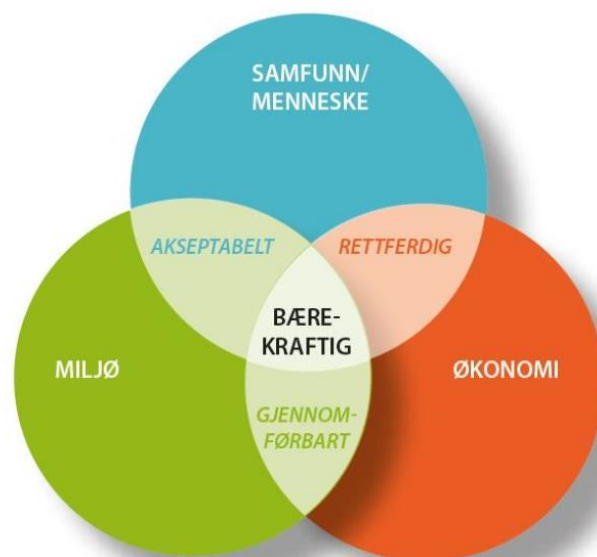 SAMFUNN/
MENNESKE
AKSEPTABELT
RETTFERDIG
BÆRE-
KRAFTIG
MILJØ
ØKONOMI
GJENNOM-
FØRBART